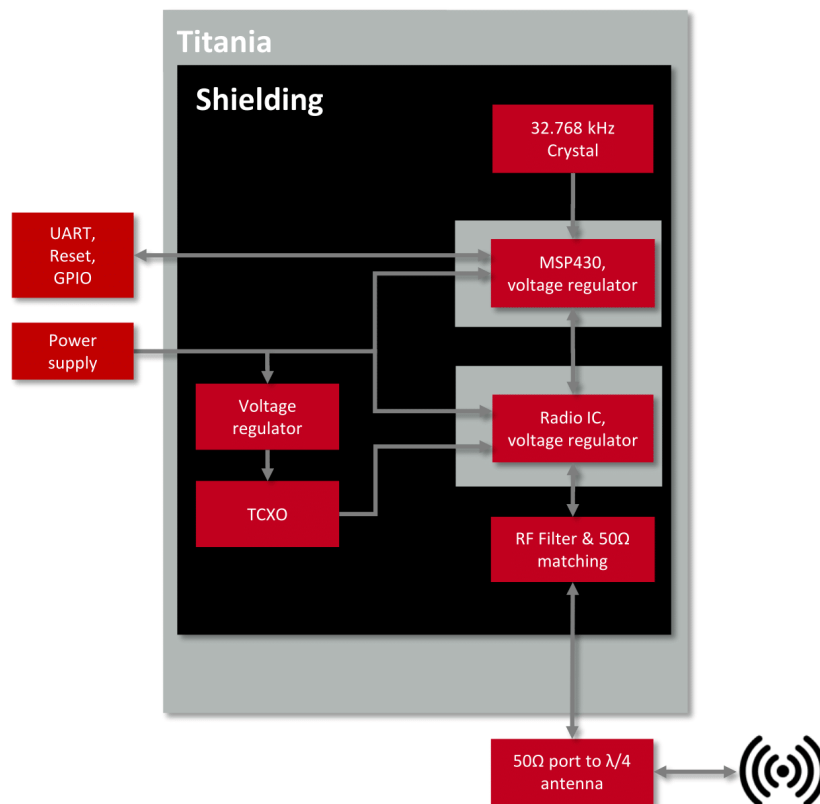 Titania
Shielding
32.768 kHz
Crystal
UART,
Reset,
GPIO
MSP430,
voltage regulator
Power
supply
Voltage
regulator
Radio IC,
voltage regulator
TCXO
RF Filter & 50Ω
matching
50Ω port to λ/4
antenna